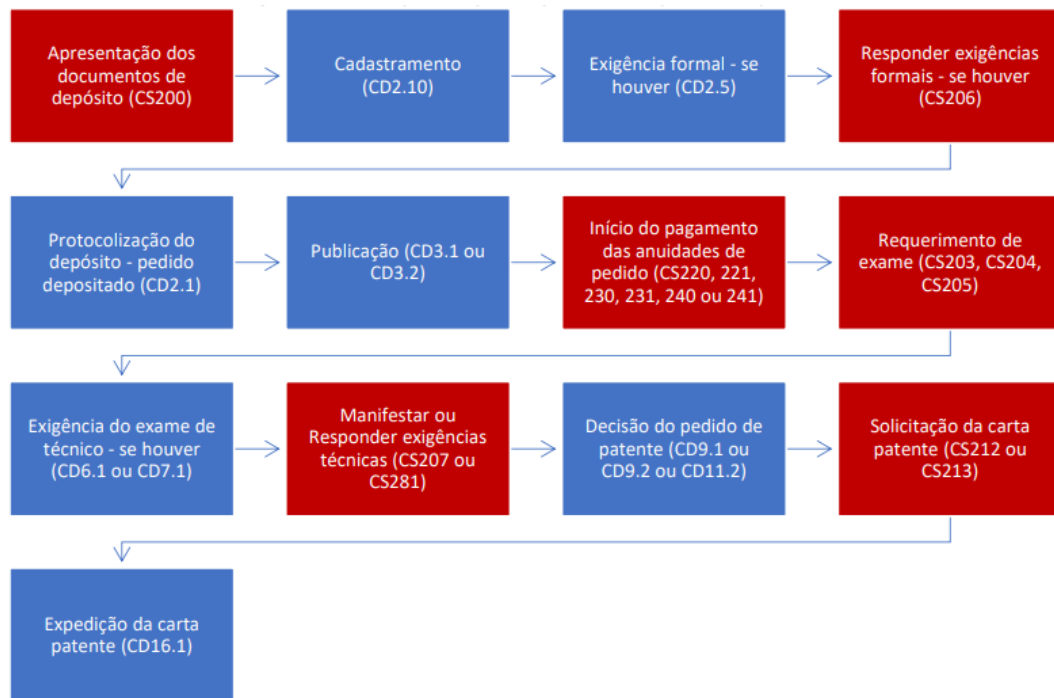 Apresentação dos
documentos de
depósito (CS200)
Cadastramento
(CD2.10)
Exigência formal - se
houver (CD2.5)
Responder exigências
formais - se houver
(CS206)
Protocolização do
depósito - pedido
depositado (CD2.1)
Publicação (CD3.1 ou
CD3.2)
Início do pagamento
das anuidades de
pedido (CS220, 221,
230, 231, 240 ou 241)
Requerimento de
exame (CS203, CS204,
CS205)
Exigência do exame de
técnico - se houver
(CD6.1 ou CD7.1)
Manifestar ou
Responder exigências
técnicas (CS207 ou
CS281)
Decisão do pedido de
patente (CD9.1 ou
CD9.2 ou CD11.2)
Solicitação da carta
patente (CS212 ou
CS213)
Expedição da carta
patente (CD16.1)